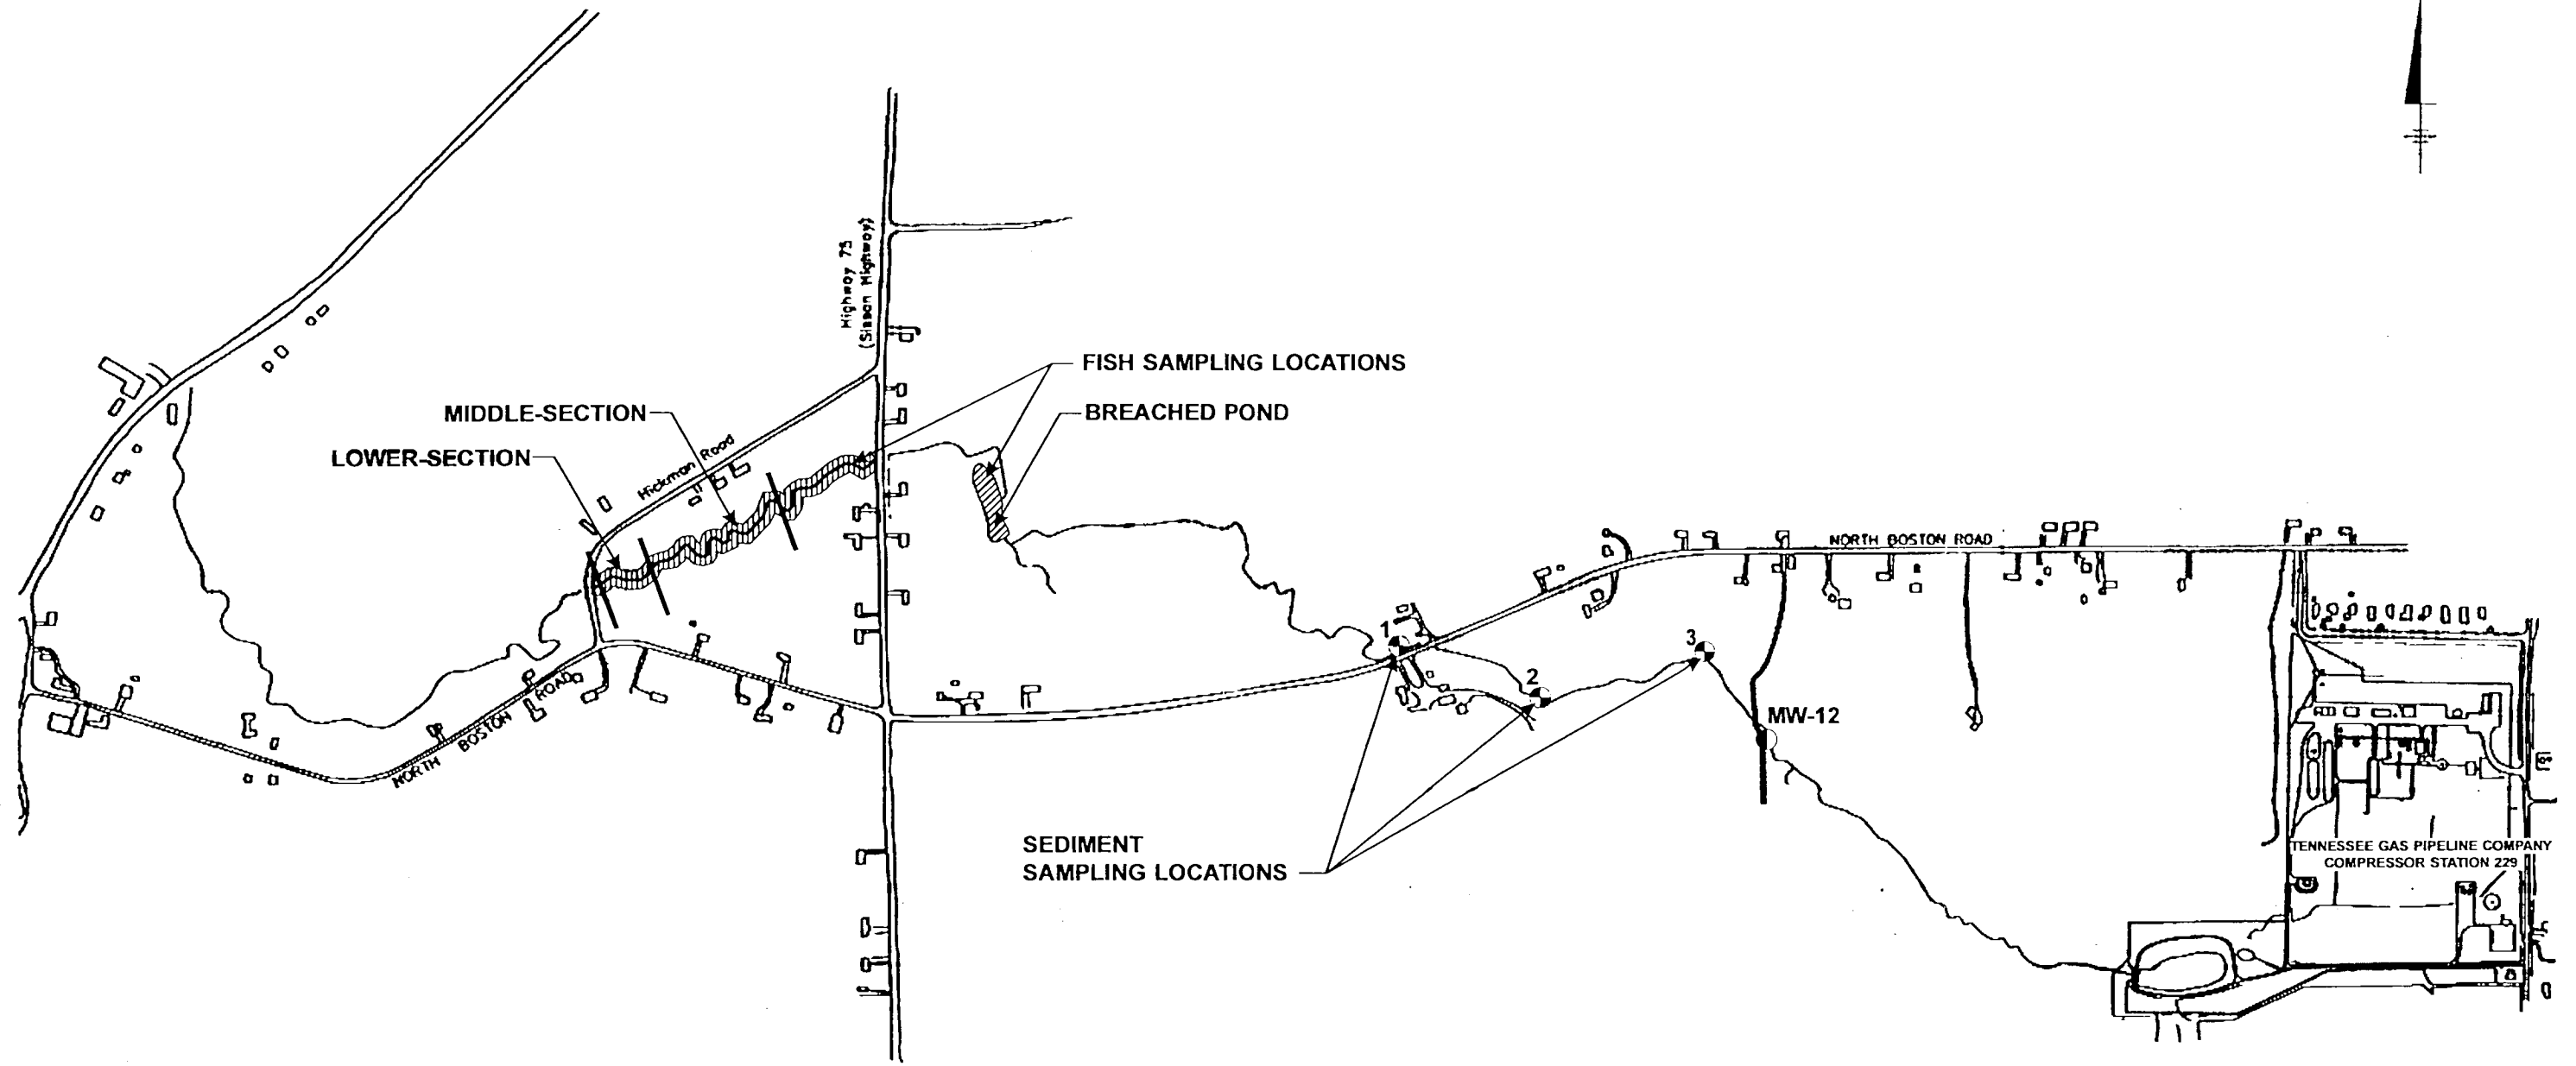 Highway 75
(Sisson Highway)
FISH SAMPLING LOCATIONS
MIDDLE-SECTION
BREACHED POND
LOWER-SECTION
Hickman Road
NORTH BOSTON ROAD
1
3
2
NORTH BOSTON ROAD
MW-12
SEDIMENT
SAMPLING LOCATIONS
TENNESSEE GAS PIPELINE COMPANY
COMPRESSOR STATION 229